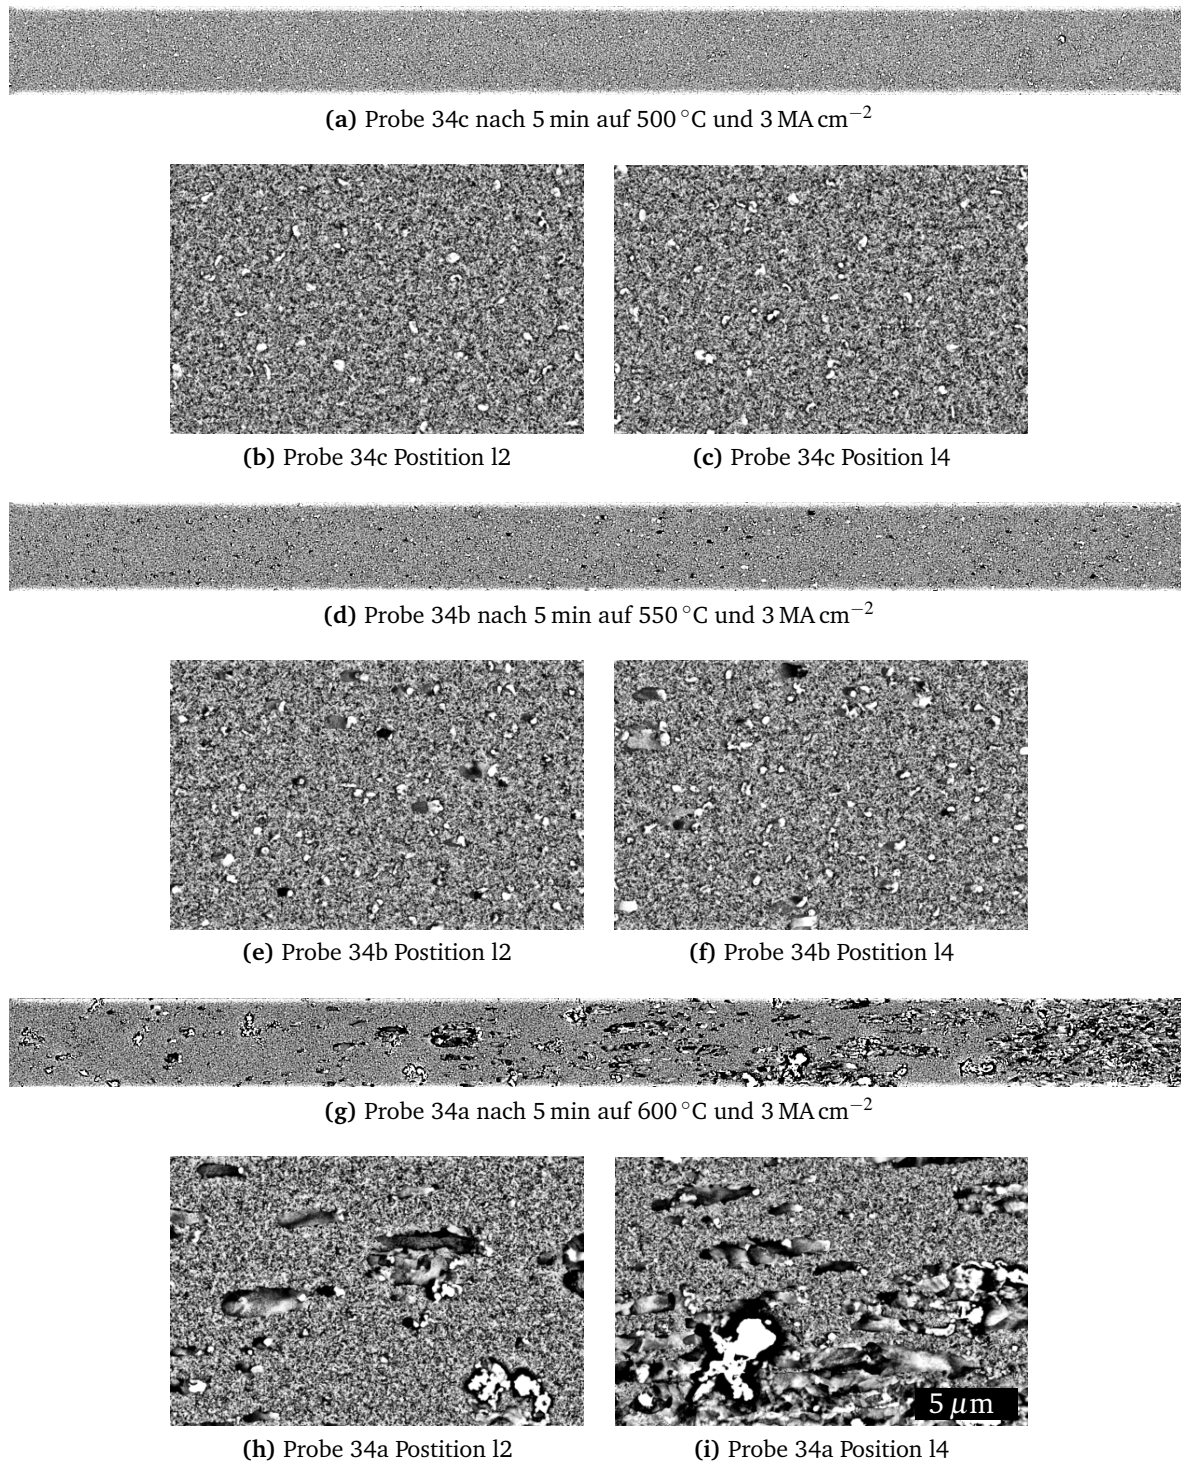 (a) Probe 34c nach 5 min auf 500 °C und 3 MA cm⁻²
(b) Probe 34c Postition l2
(c) Probe 34c Position l4
(d) Probe 34b nach 5 min auf 550 °C und 3 MA cm⁻²
(e) Probe 34b Postition l2
(f) Probe 34b Position l4
(g) Probe 34a nach 5 min auf 600 °C und 3 MA cm⁻²
5 μm
(h) Probe 34a Postition l2
(i) Probe 34a Position l4